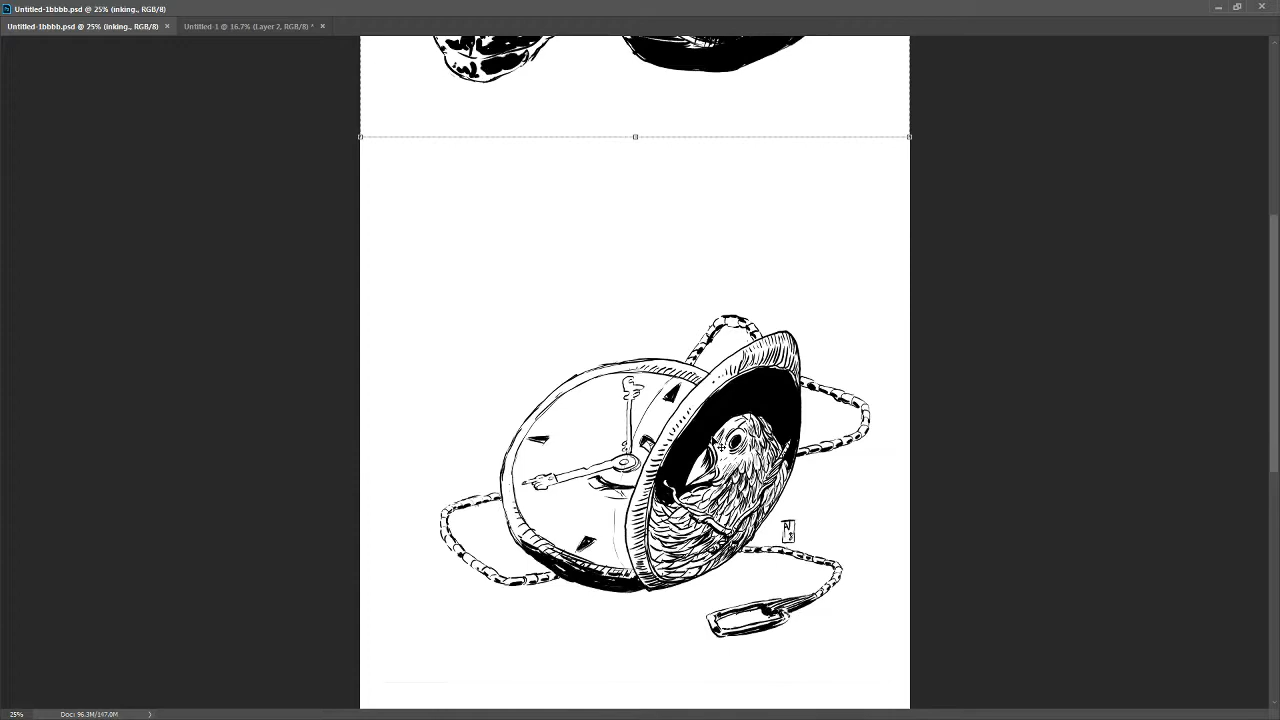 Untitled-1bbbb.psd @ 25% (inking., RGB/8)
Untitled-1bbbb.psd @ 25% (inking., RGB/8) × Untitled-1 @ 16.7% (Layer 2, RGB/8) * ×
25% Doc: 96.3M/147.0M